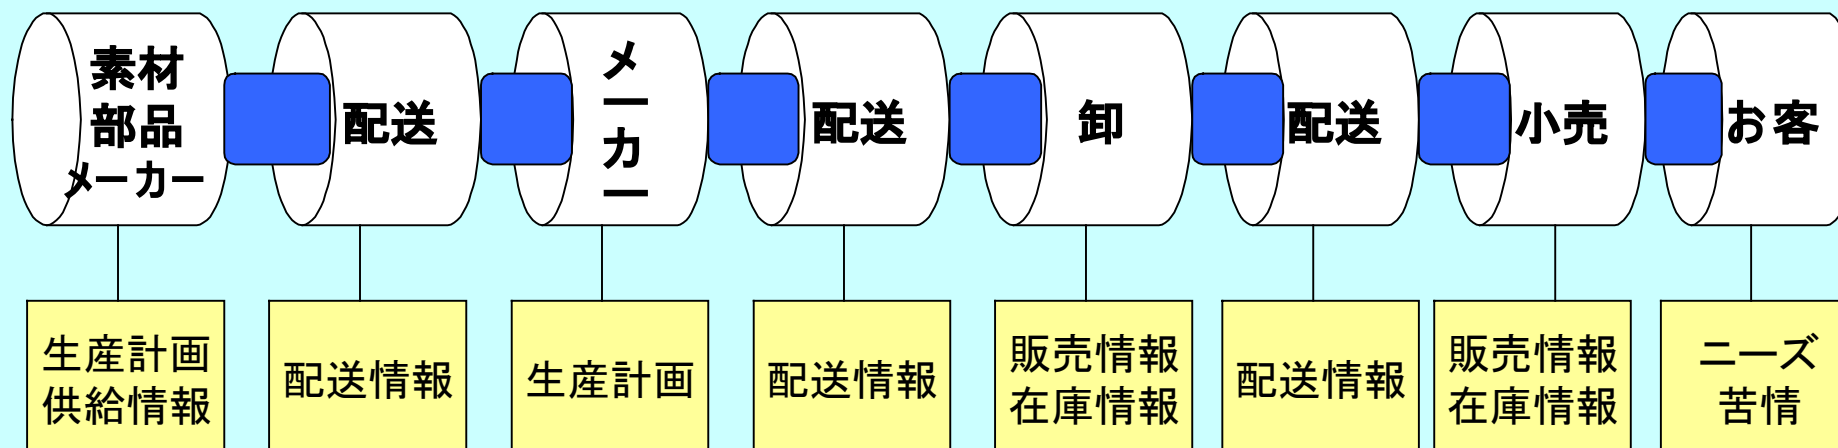 素材
部品
メーカー
配送
メーカー
配送
卸
配送
小売
お客
生産計画
供給情報
配送情報
生産計画
配送情報
販売情報
在庫情報
配送情報
販売情報
在庫情報
ニーズ
苦情